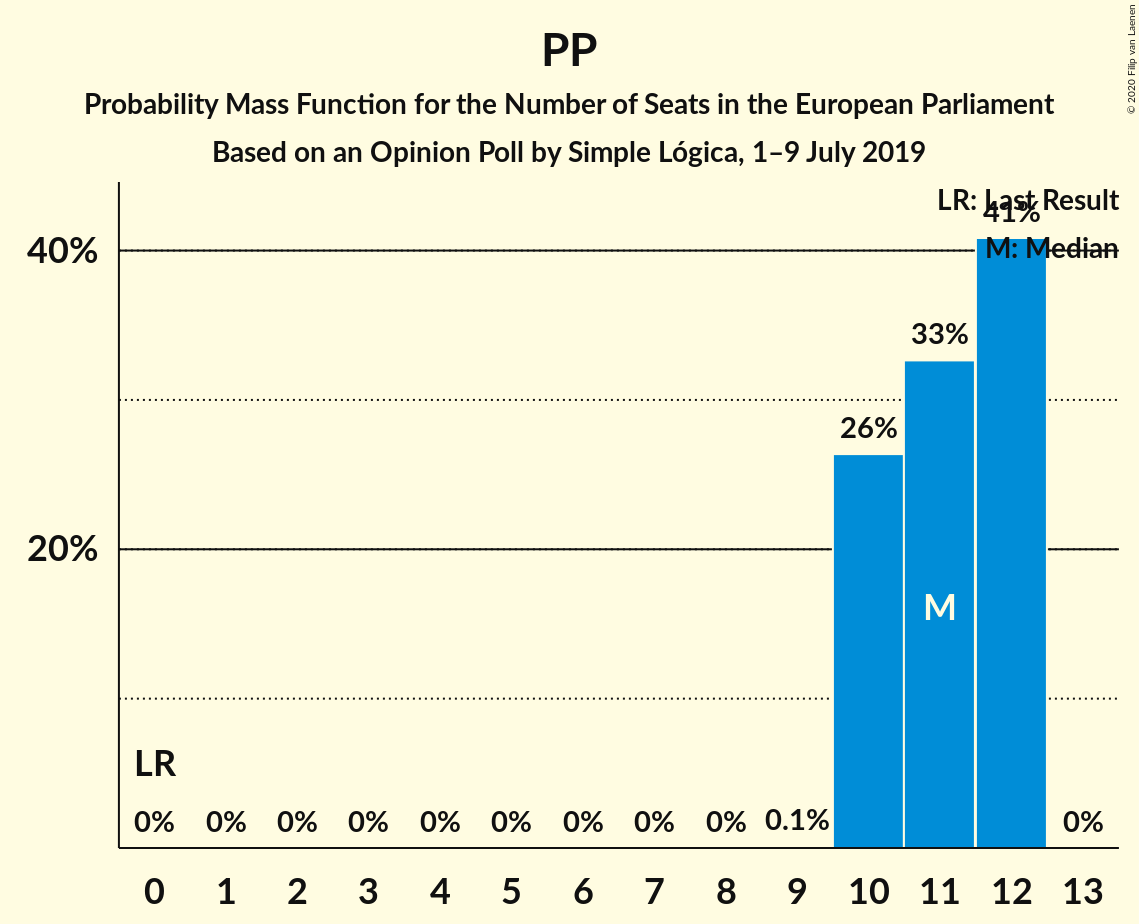 PP
Probability Mass Function for the Number of Seats in the European Parliament
Based on an Opinion Poll by Simple Lógica, 1–9 July 2019
© 2020 Filip van Laenen
LR: Last Result
41%
M: Median
40%
33%
26%
20%
M
LR
0% 0% 0% 0% 0% 0% 0% 0% 0% 0.1% 0%
0 1 2 3 4 5 6 7 8 9 10 11 12 13